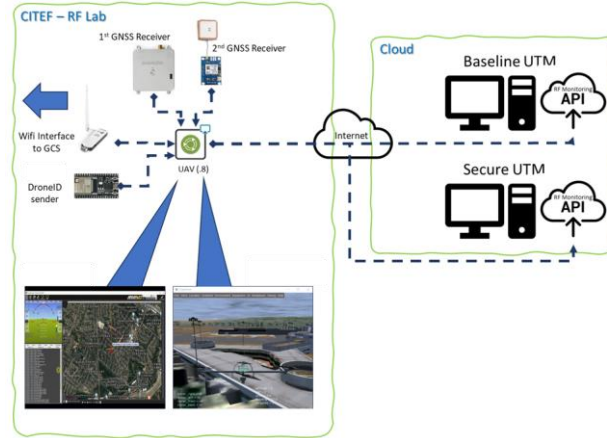 CITEF – RF Lab
1st GNSS Receiver
2nd GNSS Receiver
Wifi Interface
to GCS
DroneID
sender
UAV (.8)
Internet
Cloud
Baseline UTM
RF Monitoring
API
Secure UTM
RF Monitoring
API